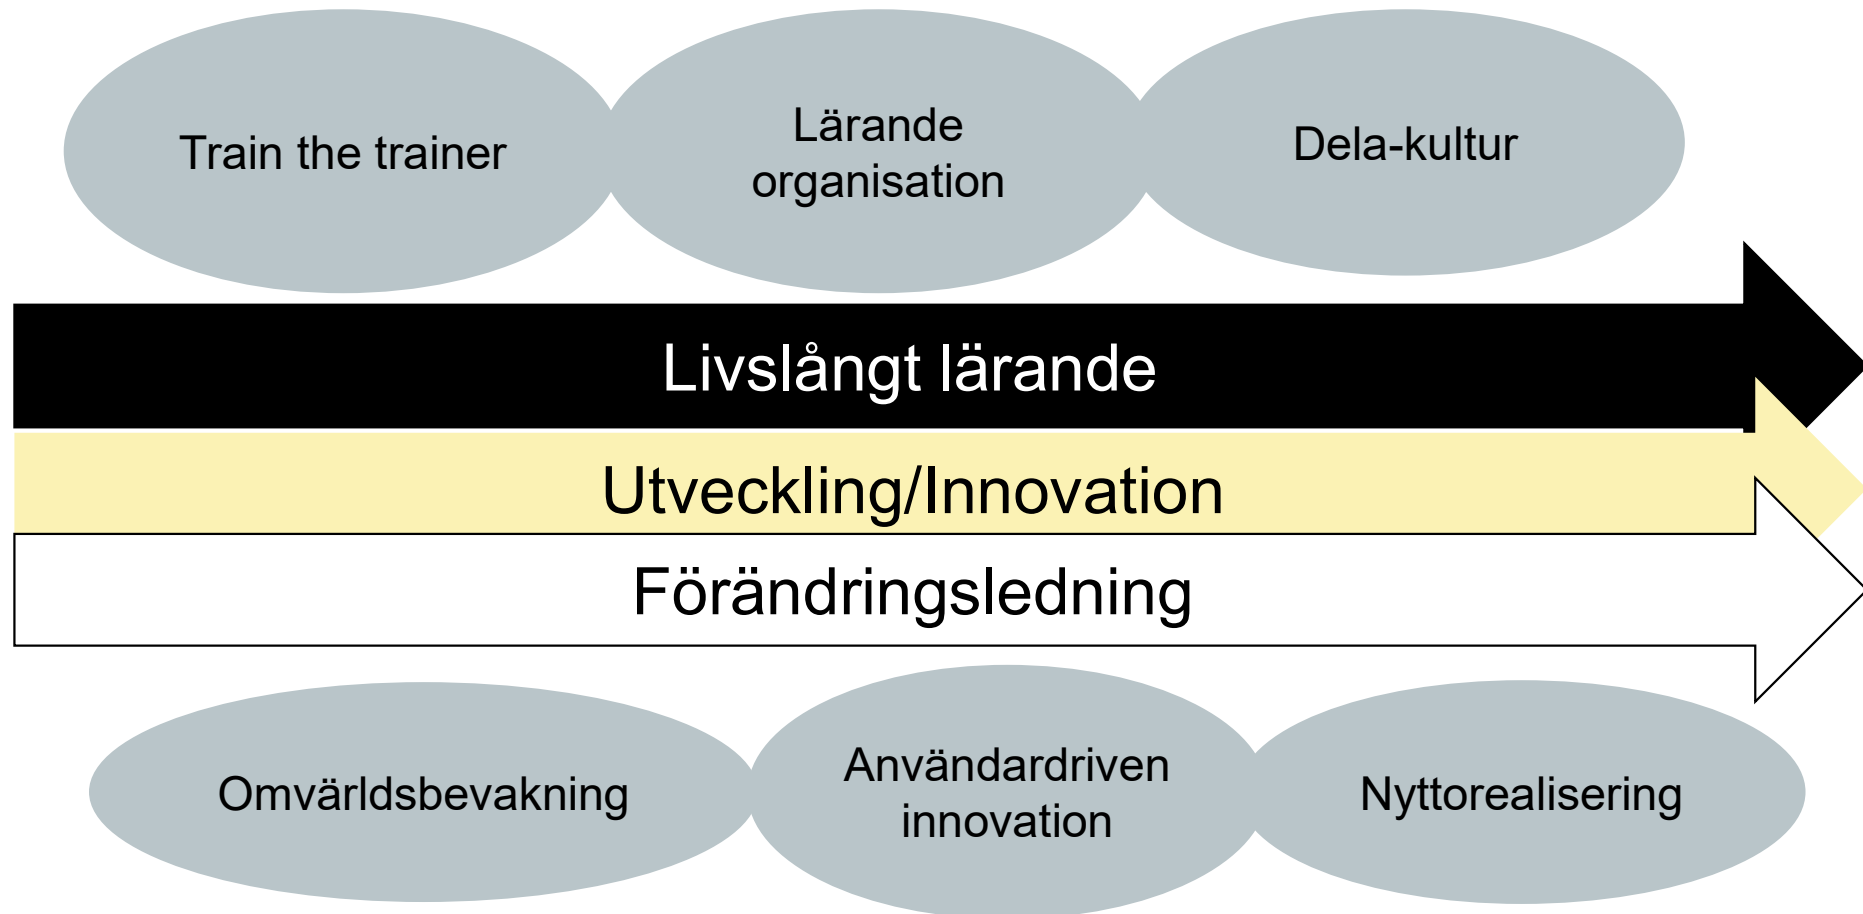 Train the trainer
Lärande
organisation
Dela-kultur
Livslångt lärande
Utveckling/Innovation
Förändringsledning
Omvärldsbevakning
Användardriven
innovation
Nyttorealisering